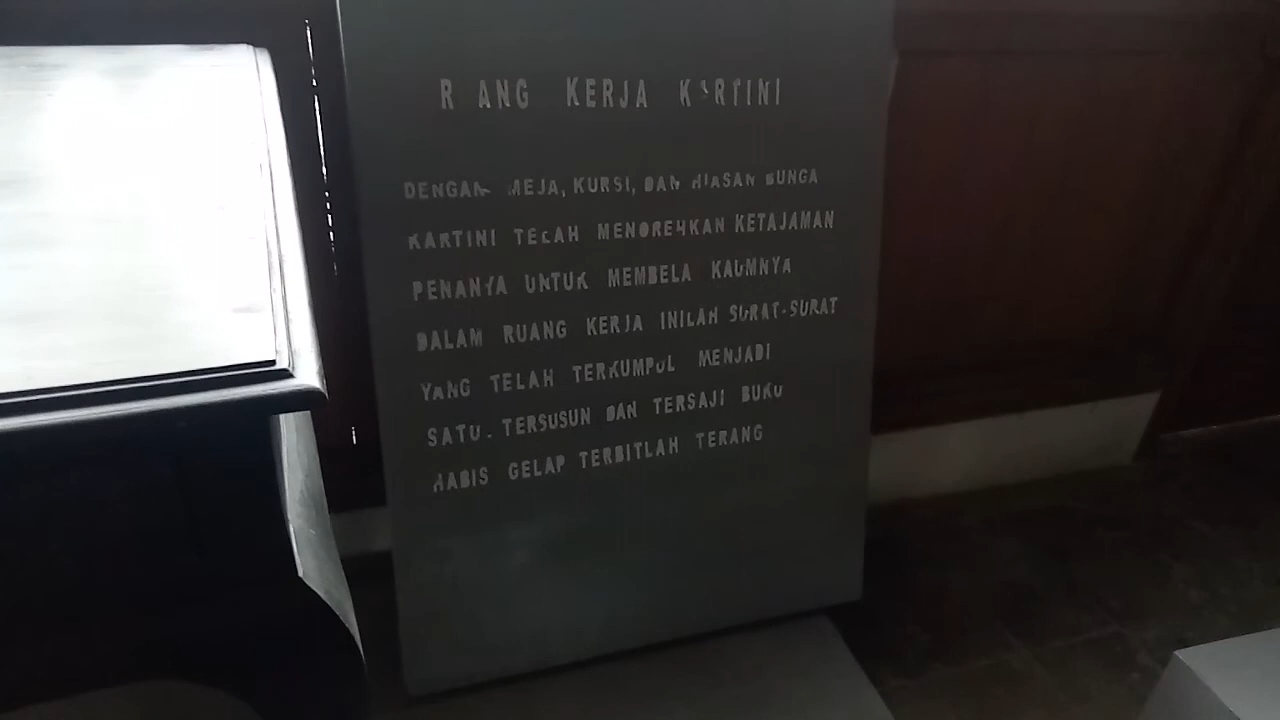 RUANG KERJA KARTINI
DENGAN MEJA, KURSI, DAN HIASAN BUNGA
KARTINI TELAH MENOREHKAN KETAJAMAN
PENANYA UNTUK MEMBELA KAUMNYA
DALAM RUANG KERJA INILAH SURAT-SURAT
YANG TELAH TERKUMPUL MENJADI
SATU. TERSUSUN DAN TERSAJI BUKU
HABIS GELAP TERBITLAH TERANG